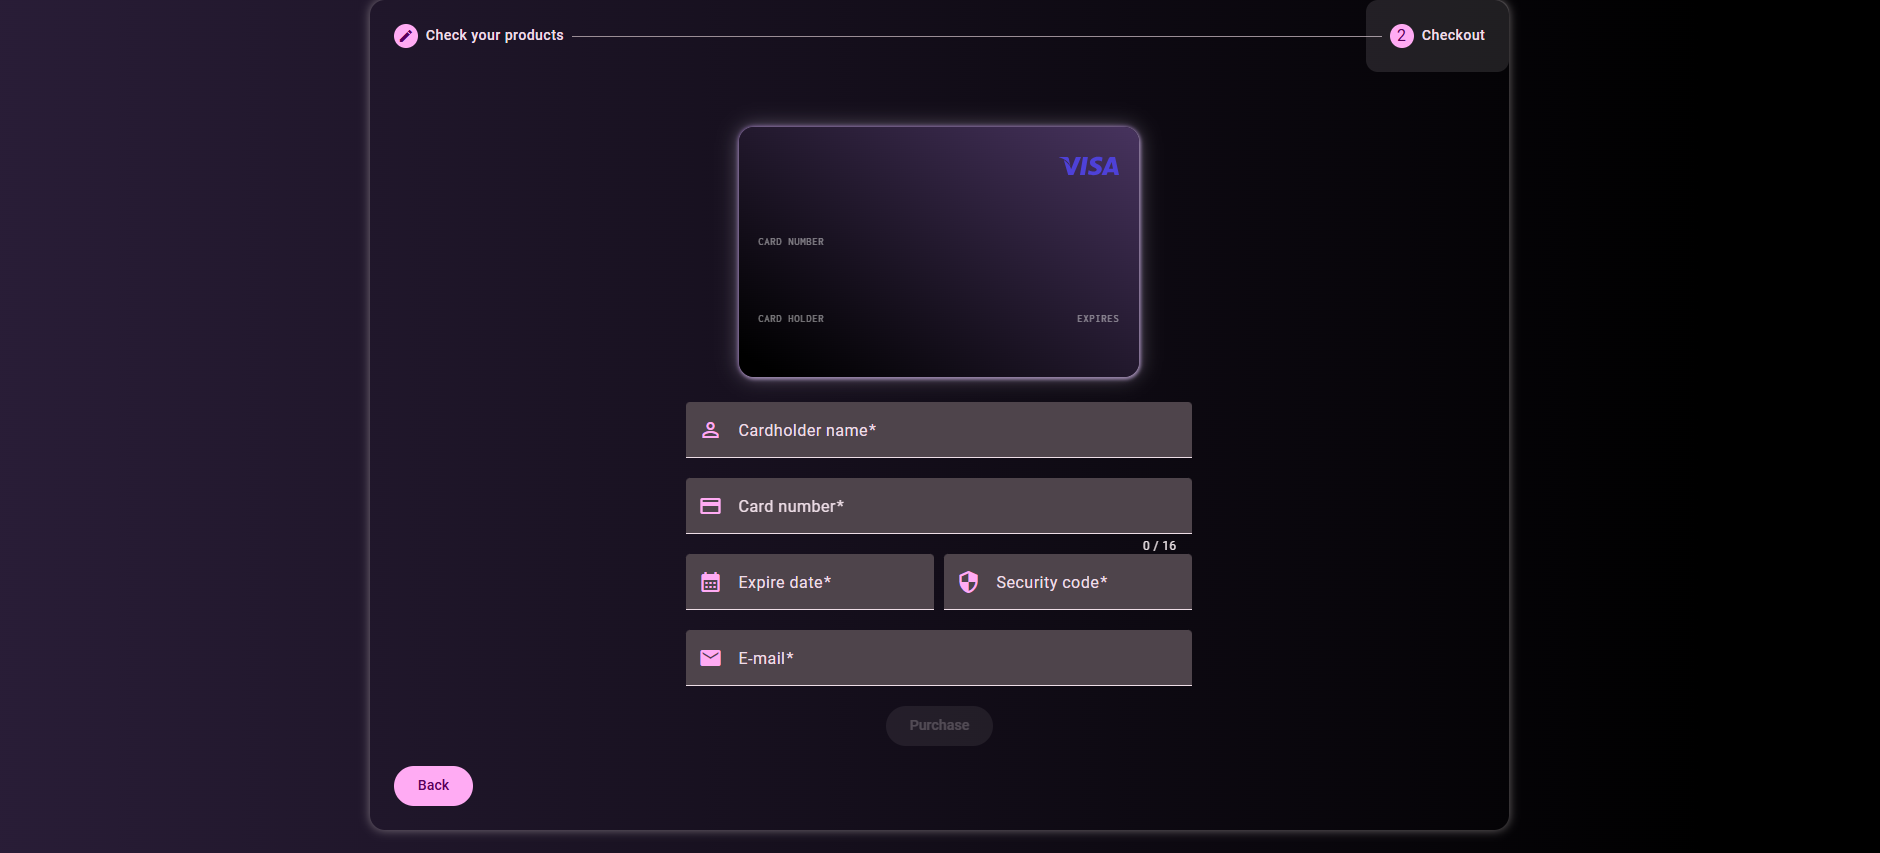 Check your products
2 Checkout
VISA
CARD NUMBER
CARD HOLDER
EXPIRES
Cardholder name*
Card number*
0 / 16
Expire date*
Security code*
E-mail*
Purchase
Back